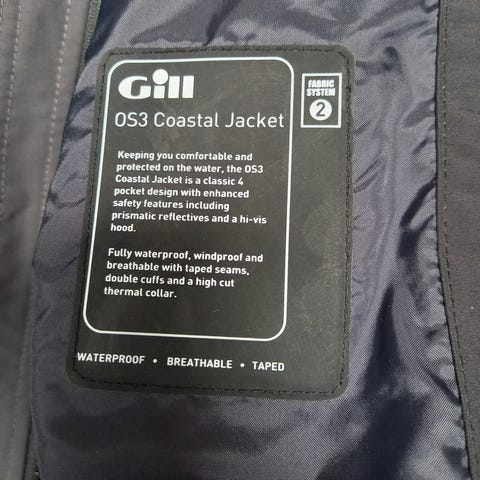 Gill
FABRIC
SYSTEM
2
OS3 Coastal Jacket
Keeping you comfortable and
protected on the water, the OS3
Coastal Jacket is a classic 4
pocket design with enhanced
safety features including
prismatic reflectives and a hi-vis
hood.
Fully waterproof, windproof and
breathable with taped seams,
double cuffs and a high cut
thermal collar.
WATERPROOF • BREATHABLE • TAPED